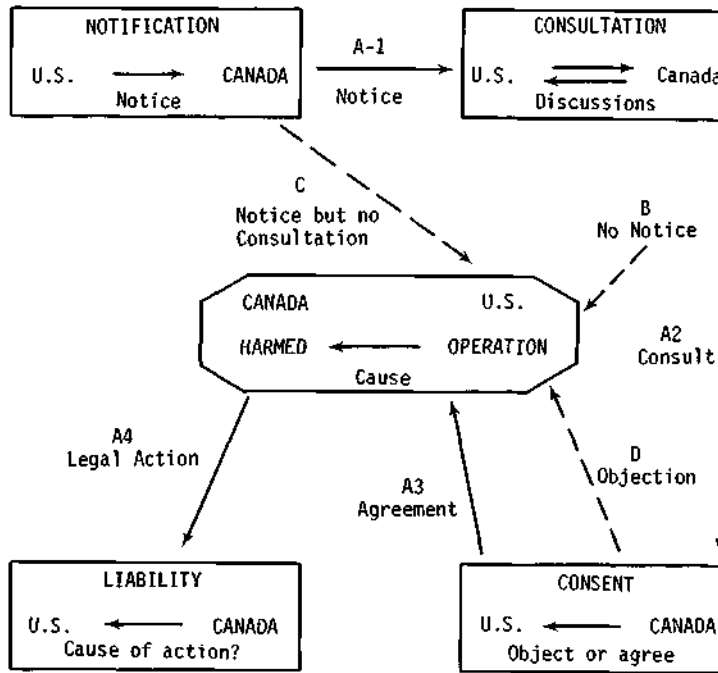 NOTIFICATION
U.S. CANADA
Notice
A-1
Notice
CONSULTATION
U.S. Canada
Discussions
C
Notice but no
Consultation
B
No Notice
CANADA U.S.
HARMED OPERATION
Cause
A2
Consult
A4
Legal Action
A3
Agreement
D
Objection
LIABILITY
U.S. CANADA
Cause of action?
CONSENT
U.S. CANADA
Object or agree